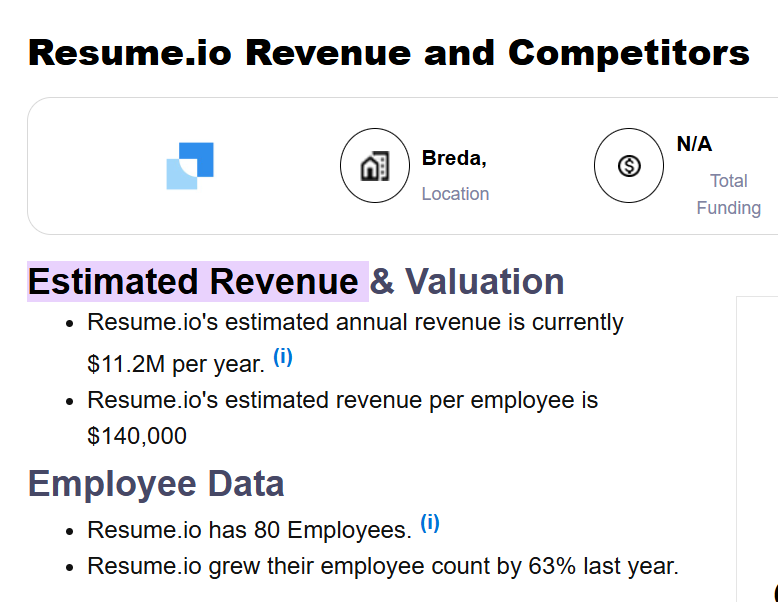 Resume.io Revenue and Competitors
Breda,
Location
N/A
Total
Funding
Estimated Revenue & Valuation
Resume.io's estimated annual revenue is currently
$11.2M per year. (i)
Resume.io's estimated revenue per employee is
$140,000
Employee Data
Resume.io has 80 Employees. (i)
Resume.io grew their employee count by 63% last year.